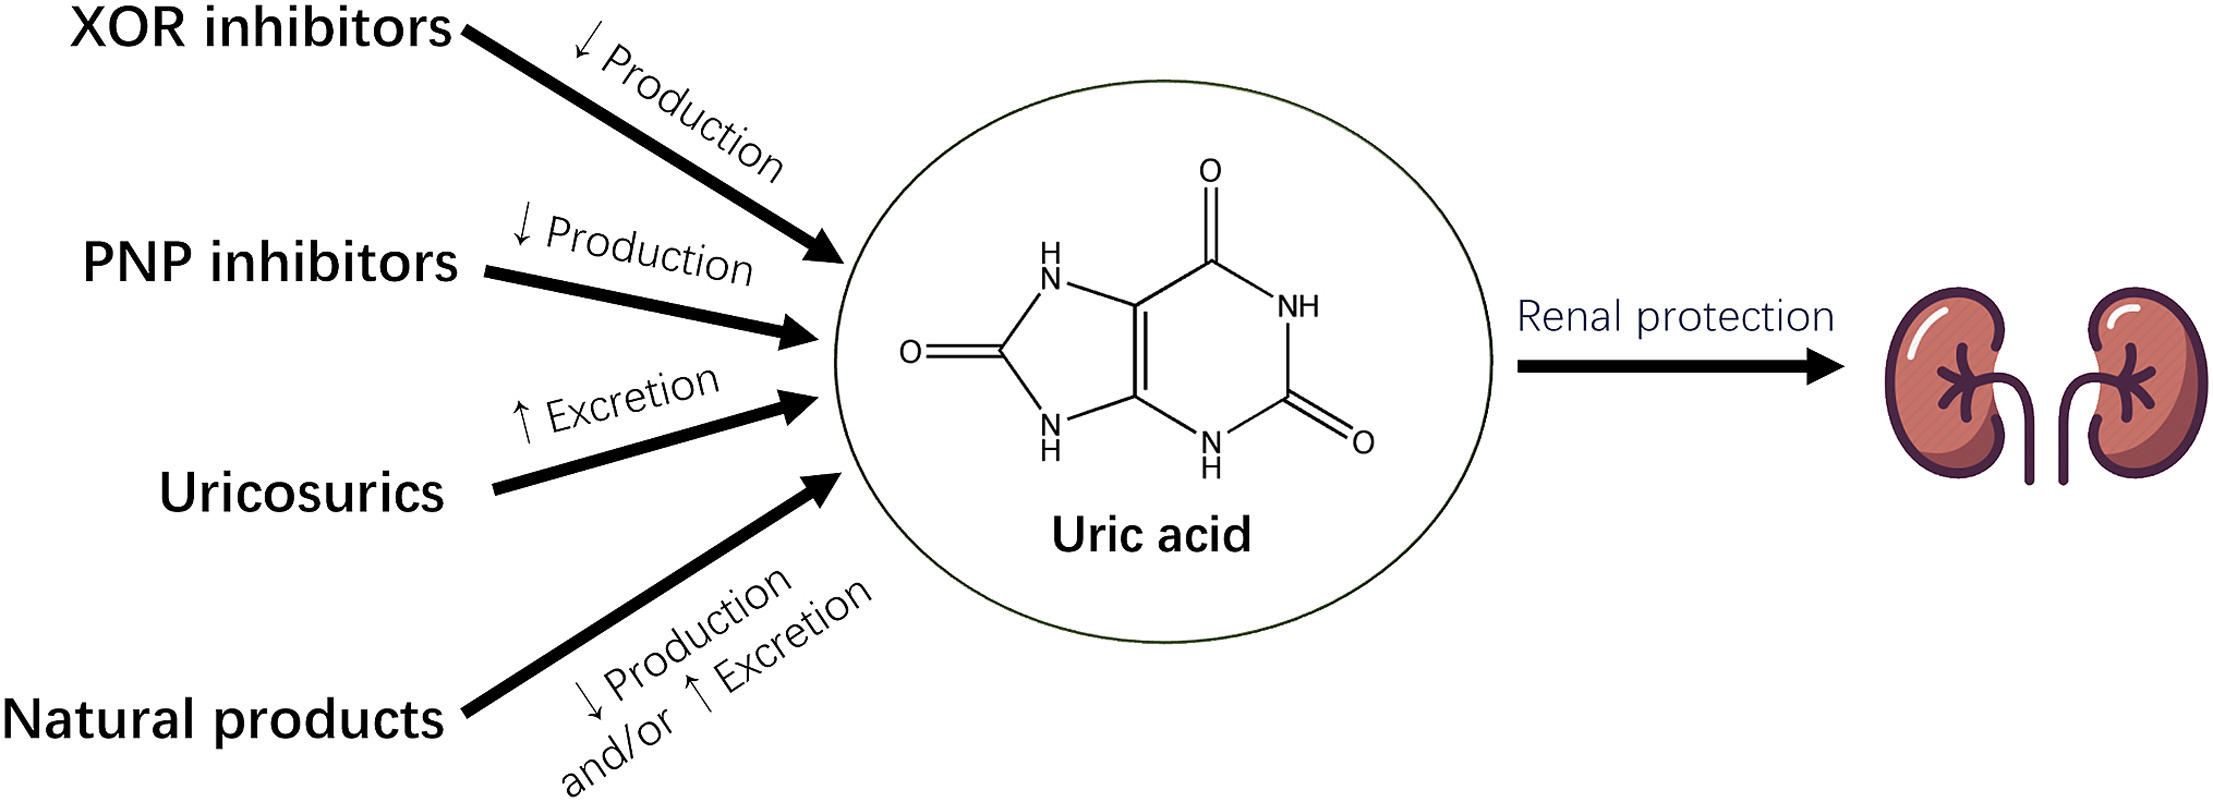 XOR inhibitors
↓ Production
PNP inhibitors
↓ Production
Uricosurics
↑ Excretion
Natural products
↓ Production
and/or ↑ Excretion
O
H
N
NH
O
N
H
N
H
O
Uric acid
Renal protection